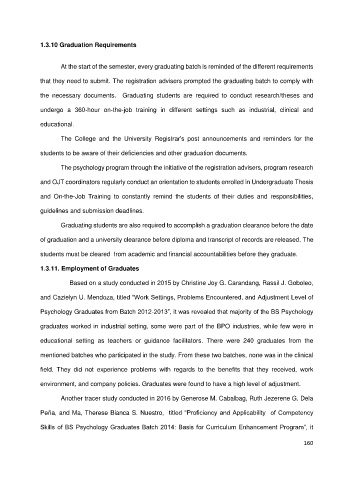 1.3.10 Graduation Requirements
At the start of the semester, every graduating batch is reminded of the different requirements
that they need to submit. The registration advisers prompted the graduating batch to comply with
the necessary documents. Graduating students are required to conduct research/theses and
undergo a 360-hour on-the-job training in different settings such as industrial, clinical and
educational.
The College and the University Registrar's post announcements and reminders for the
students to be aware of their deficiencies and other graduation documents.
The psychology program through the initiative of the registration advisers, program research
and OJT coordinators regularly conduct an orientation to students enrolled in Undergraduate Thesis
and On-the-Job Training to constantly remind the students of their duties and responsibilities,
guidelines and submission deadlines.
Graduating students are also required to accomplish a graduation clearance before the date
of graduation and a university clearance before diploma and transcript of records are released. The
students must be cleared from academic and financial accountabilities before they graduate.
1.3.11. Employment of Graduates
Based on a study conducted in 2015 by Christine Joy G. Carandang, Rassil J. Goboleo,
and Cazielyn U. Mendoza, titled "Work Settings, Problems Encountered, and Adjustment Level of
Psychology Graduates from Batch 2012-2013", it was revealed that majority of the BS Psychology
graduates worked in industrial setting, some were part of the BPO industries, while few were in
educational setting as teachers or guidance facilitators. There were 240 graduates from the
mentioned batches who participated in the study. From these two batches, none was in the clinical
field. They did not experience problems with regards to the benefits that they received, work
environment, and company policies. Graduates were found to have a high level of adjustment.
Another tracer study conducted in 2016 by Generose M. Cabalbag, Ruth Jezerene G. Dela
Peña, and Ma, Therese Bianca S. Nuestro, titled "Proficiency and Applicability of Competency
Skills of BS Psychology Graduates Batch 2014: Basis for Curriculum Enhancement Program", it
160